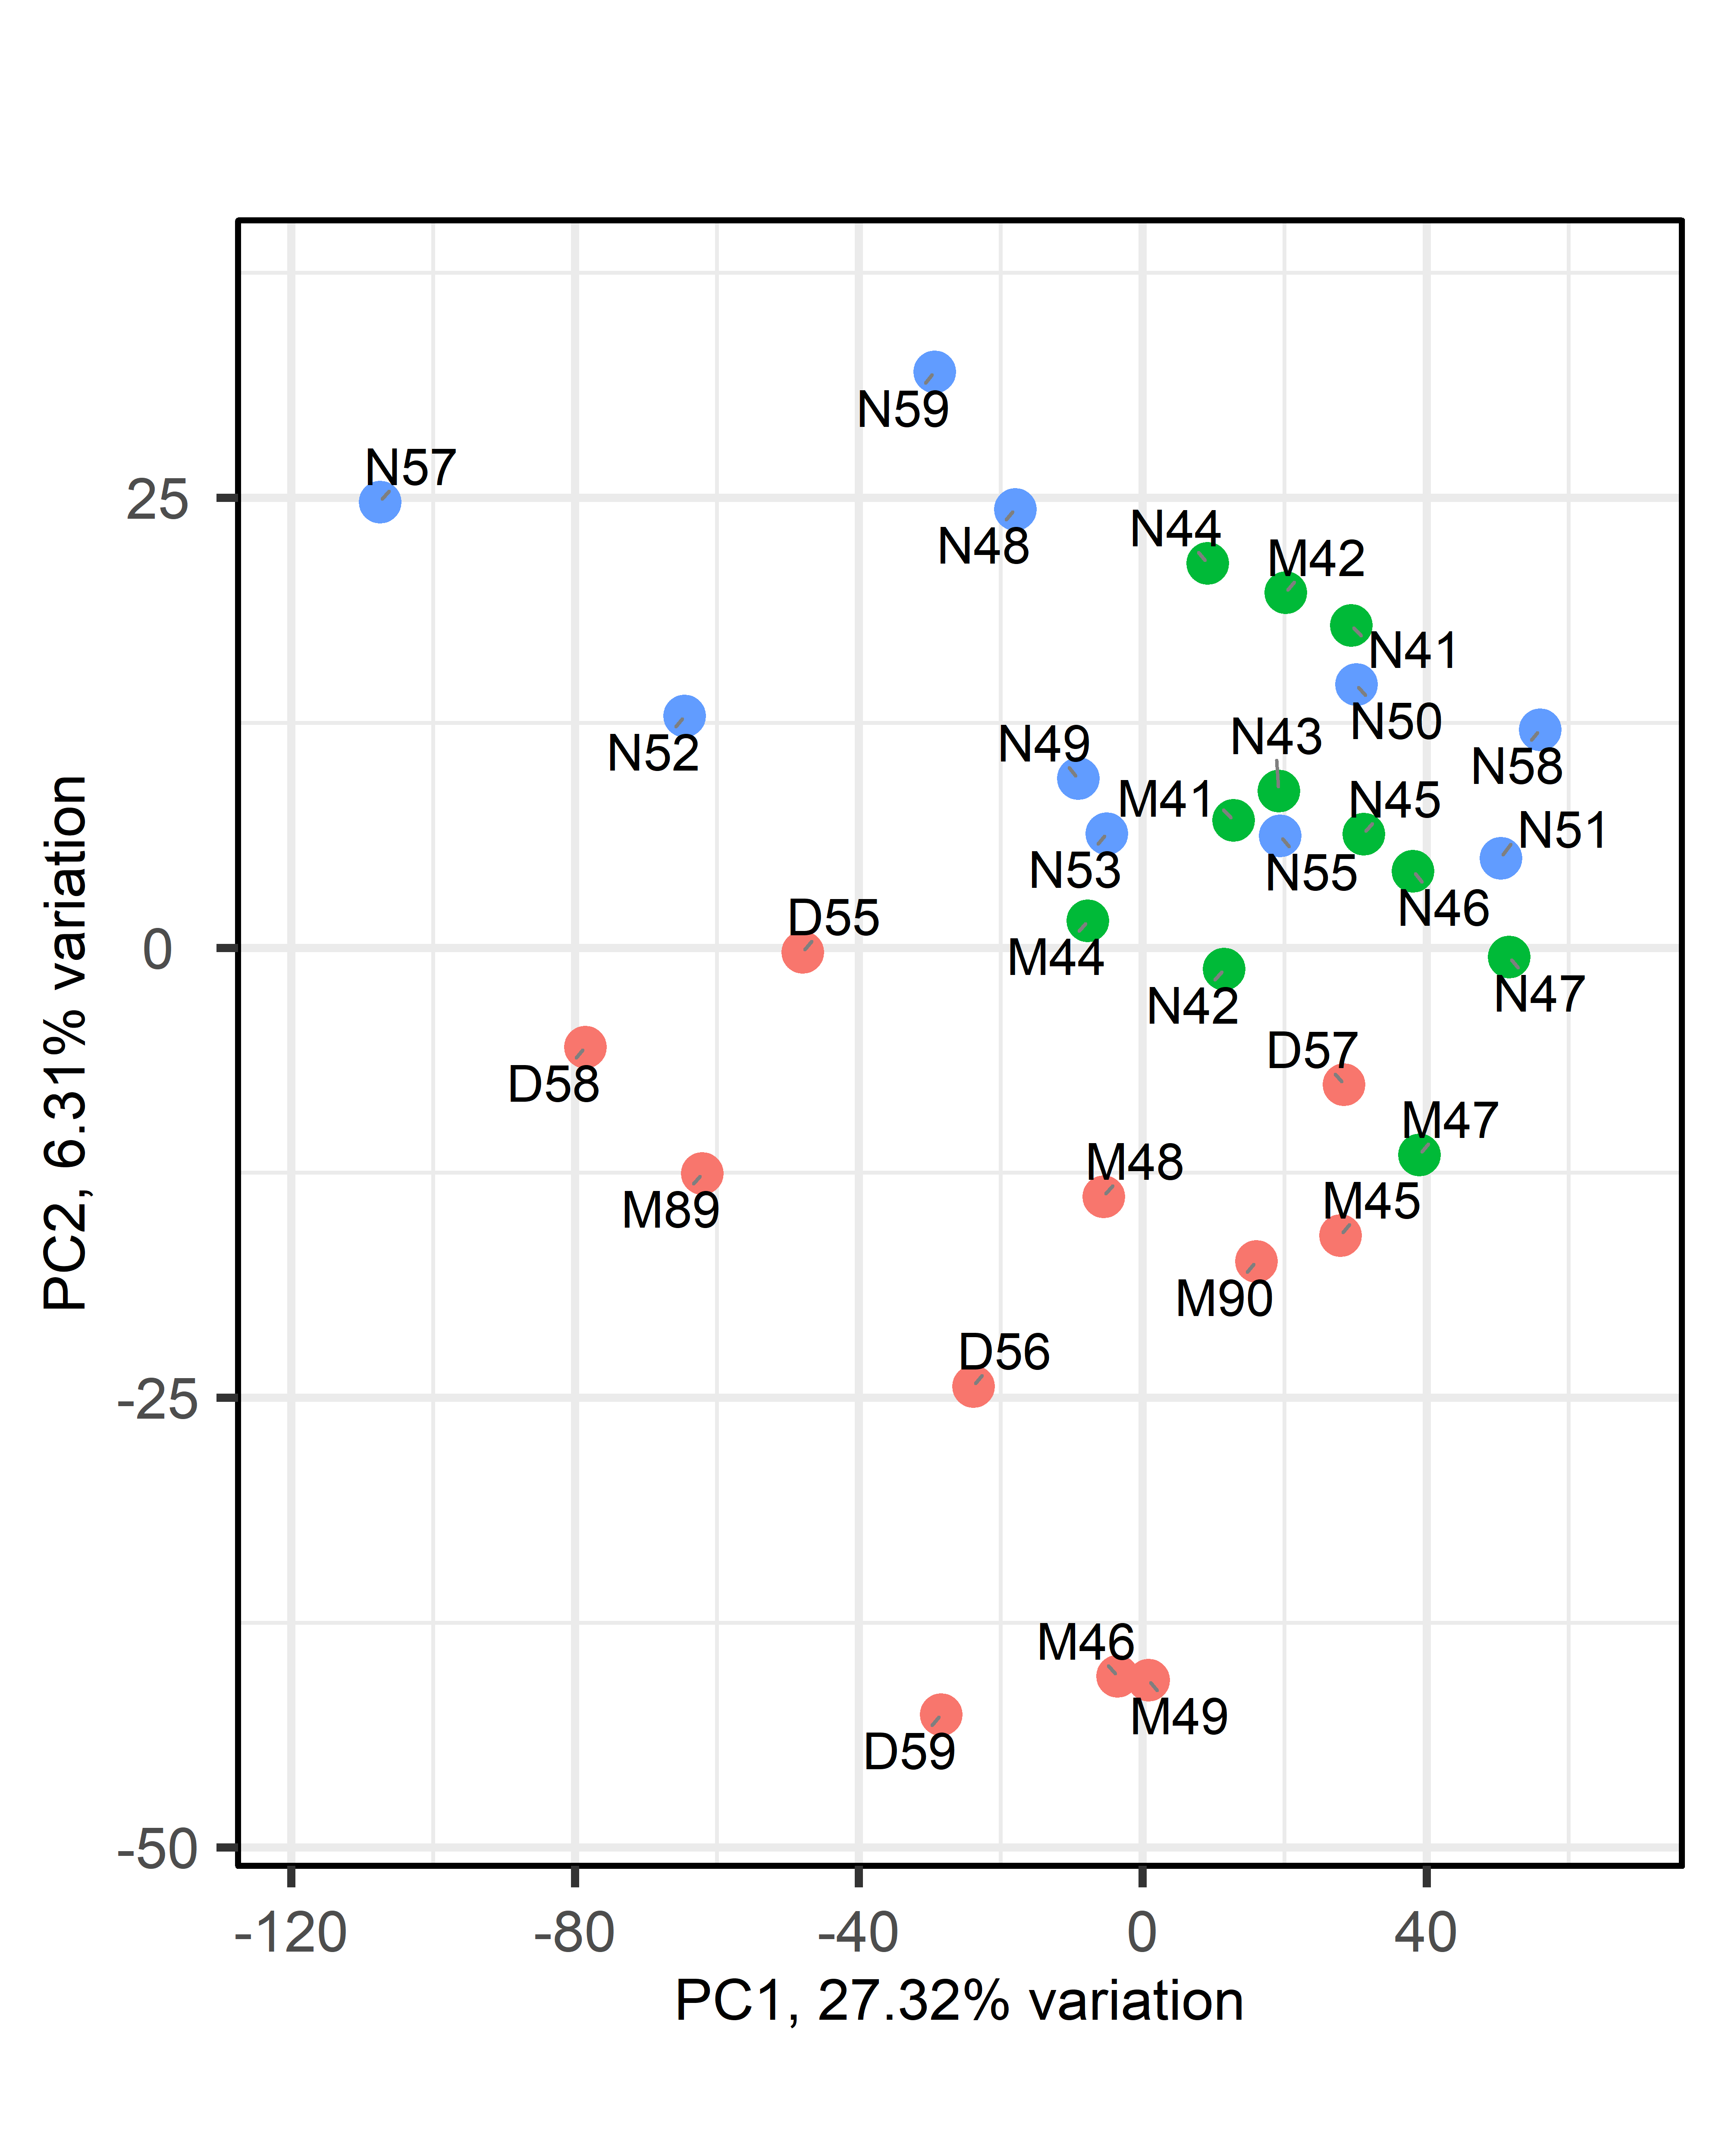 N59
N57
25
N48
N44
M42
N41
N50
N52
N49
N43
N58
M41
N45
N51
N53
N55
N46
D55
0
M44
N42
N47
D57
D58
M47
M48
M45
M89
M90
D56
-25
M46
M49
D59
-50
PC2, 6.31% variation
-120 -80 -40 0 40
PC1, 27.32% variation